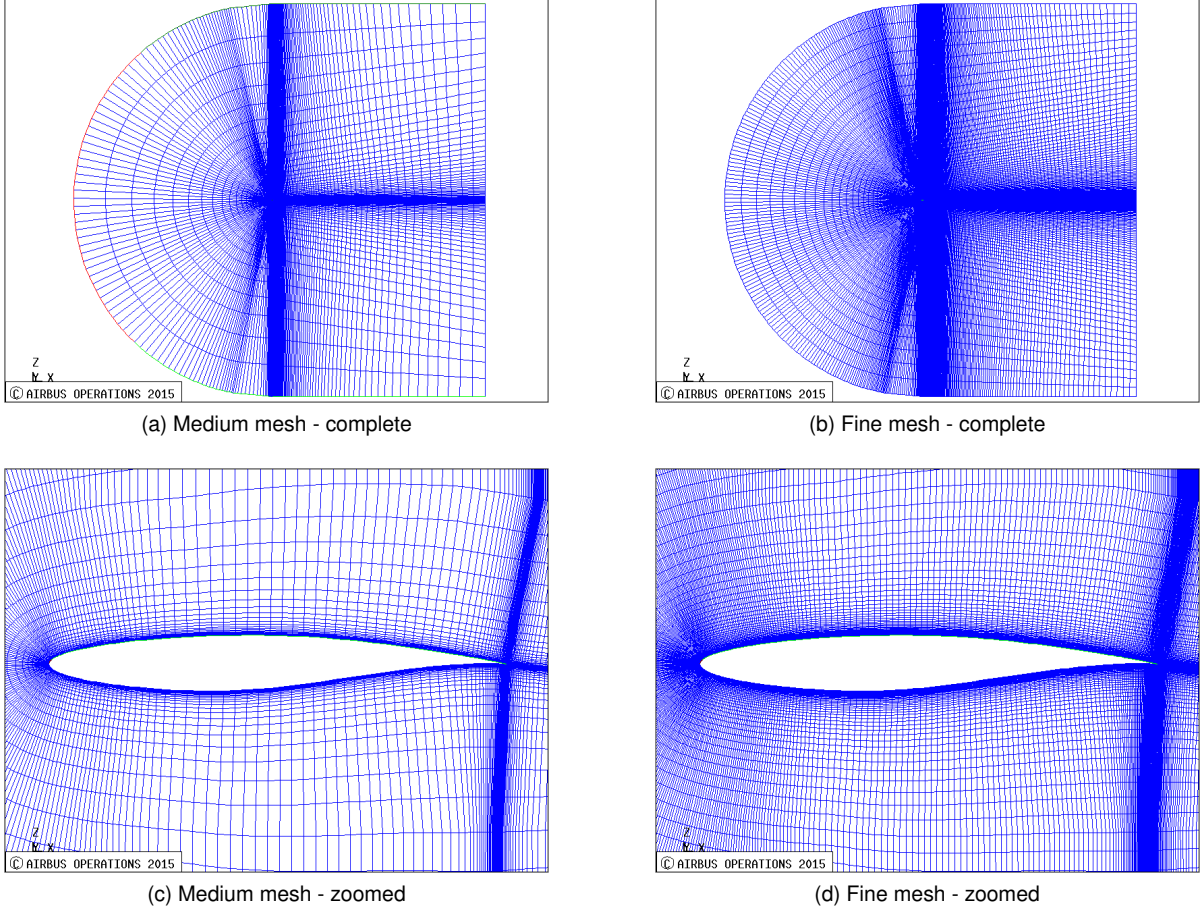 Z
Y X
© AIRBUS OPERATIONS 2015
(a) Medium mesh - complete
Z
Y X
© AIRBUS OPERATIONS 2015
(b) Fine mesh - complete
Z
Y X
© AIRBUS OPERATIONS 2015
(c) Medium mesh - zoomed
Z
Y X
© AIRBUS OPERATIONS 2015
(d) Fine mesh - zoomed